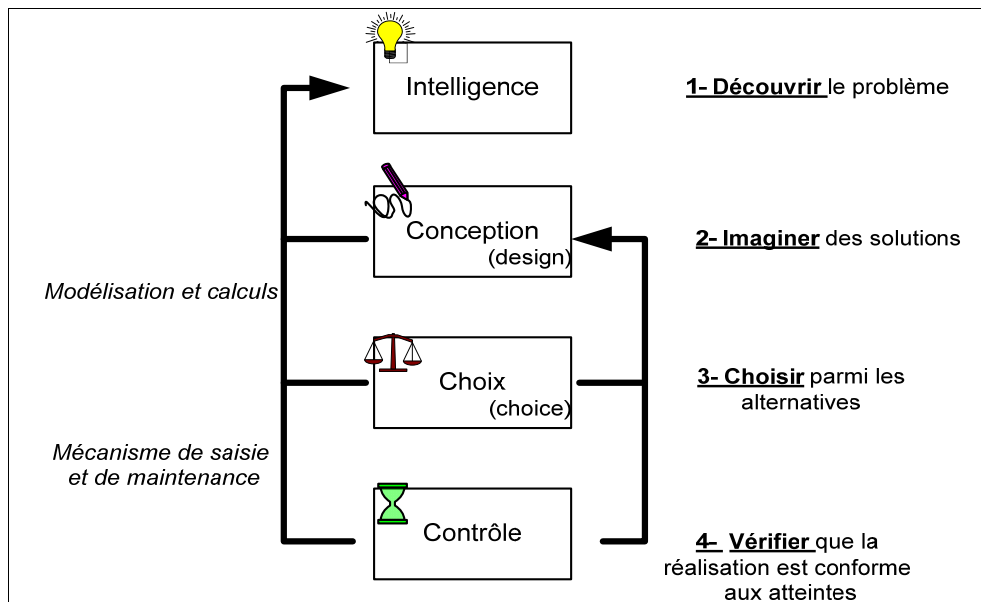 Intelligence
1- Découvrir le problème
Conception
(design)
2- Imaginer des solutions
Modélisation et calculs
Choix
(choice)
3- Choisir parmi les
alternatives
Mécanisme de saisie
et de maintenance
Contrôle
4- Vérifier que la
réalisation est conforme
aux atteintes